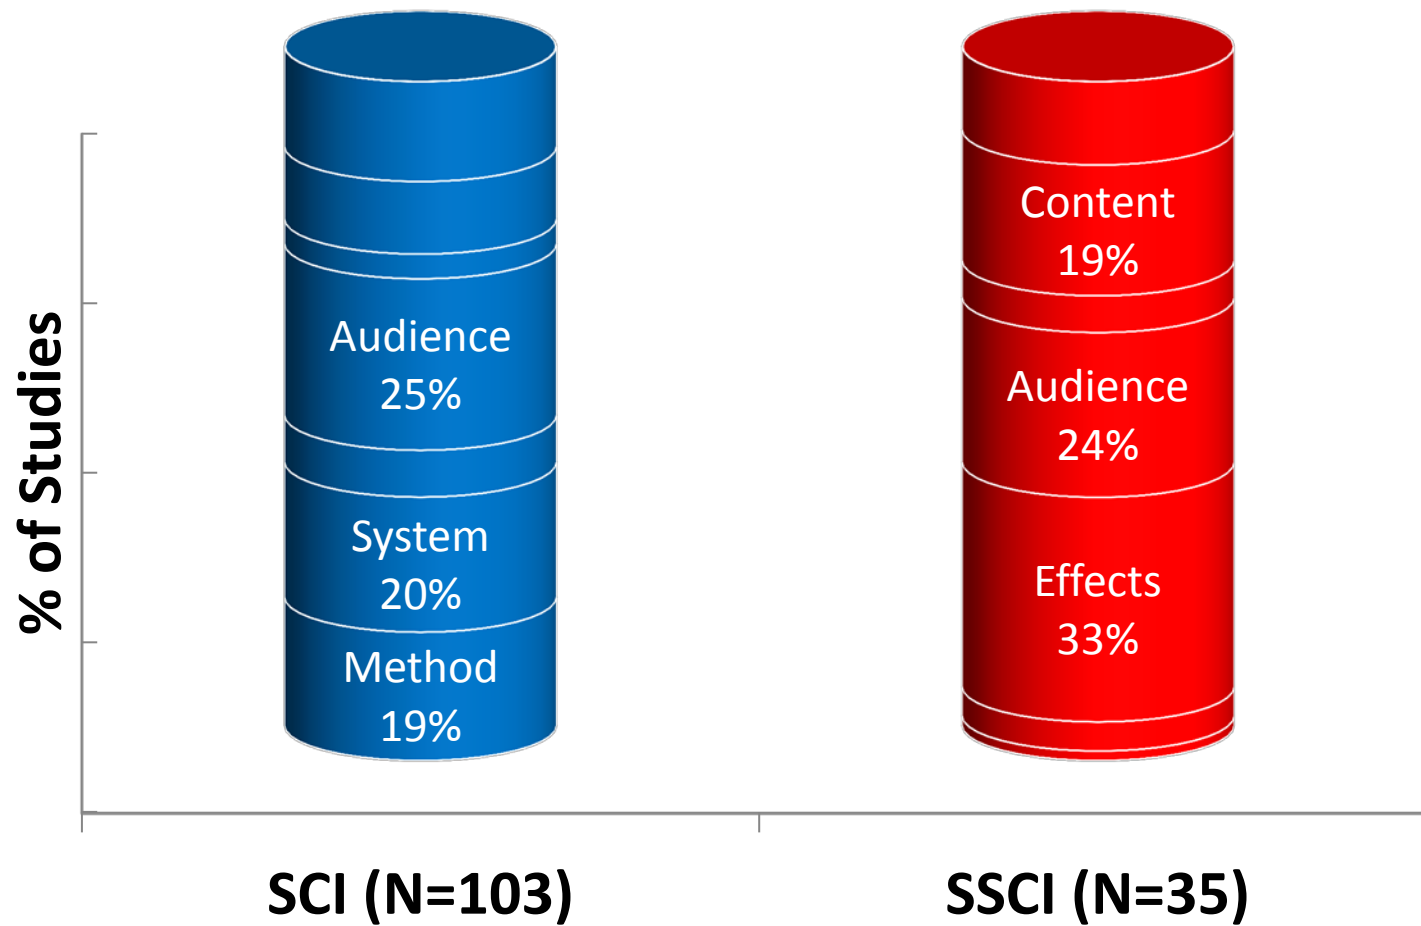 % of Studies
Audience
25%
System
20%
Method
19%
Content
19%
Audience
24%
Effects
33%
SCI (N=103)
SSCI (N=35)